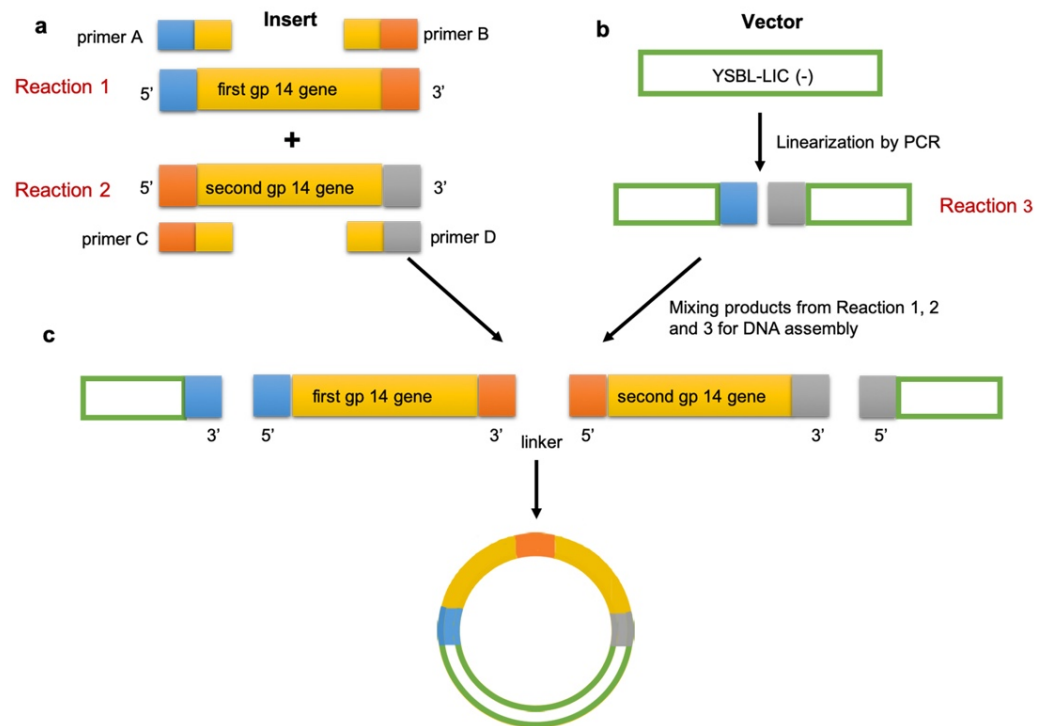 a
Insert
primer A
primer B
Reaction 1
5’
first gp 14 gene
3’
+
Reaction 2
5’
second gp 14 gene
3’
primer C
primer D
b
Vector
YSBL-LIC (-)
Linearization by PCR
Reaction 3
Mixing products from Reaction 1, 2
and 3 for DNA assembly
c
first gp 14 gene
second gp 14 gene
3’
5’
3’
5’
3’
5’
linker